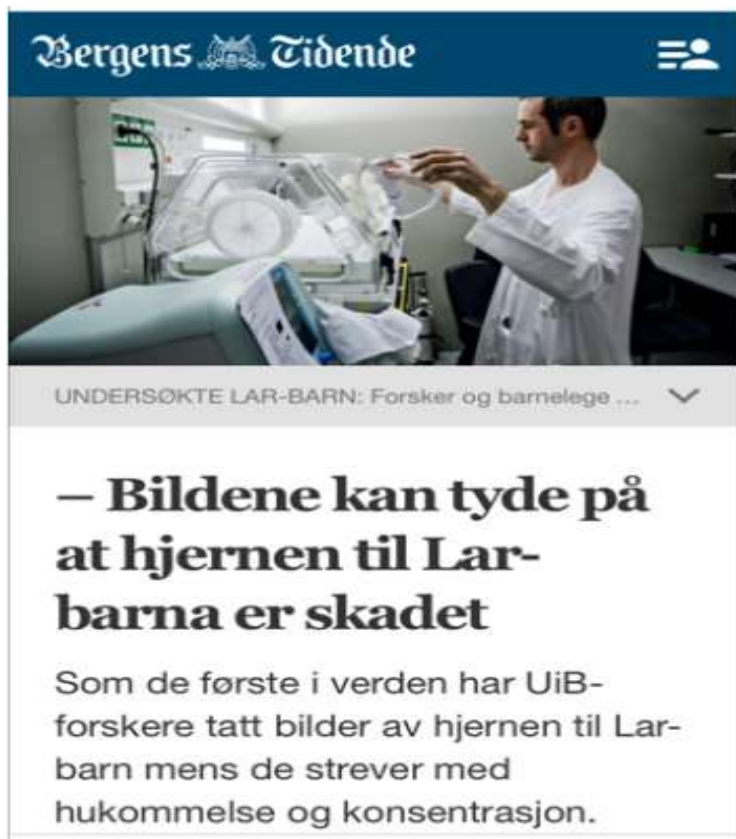 Bergens Tidende
UNDERSØKTE LAR-BARN: Forsker og barnelege ...
– Bildene kan tyde på
at hjernen til Lar-
barna er skadet
Som de første i verden har UiB-
forskere tatt bilder av hjernen til Lar-
barn mens de strever med
hukommelse og konsentrasjon.